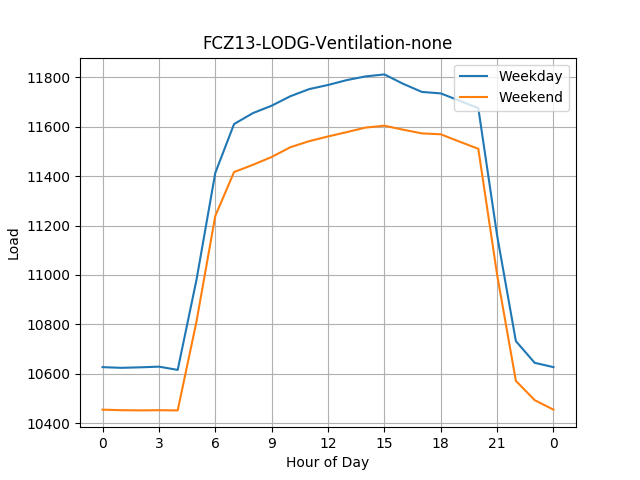 FCZ13-LODG-Ventilation-none
Weekday
Weekend
11800
11600
11400
11200
11000
10800
10600
10400
Load
0 3 6 9 12 15 18 21 0
Hour of Day